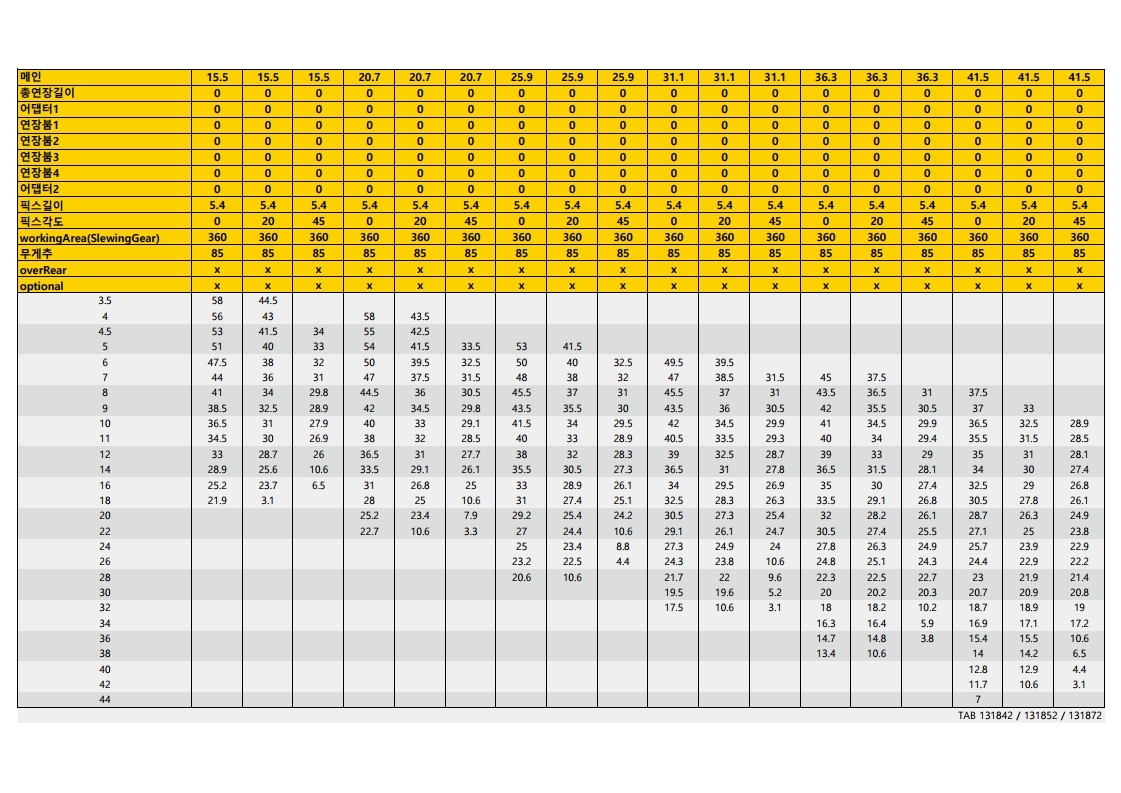 메인 15.5 15.5 15.5 20.7 20.7 20.7 25.9 25.9 25.9 31.1 31.1 31.1 36.3 36.3 36.3 41.5 41.5 41.5
총연장길이 0 0 0 0 0 0 0 0 0 0 0 0 0 0 0 0 0 0
어댑터1 0 0 0 0 0 0 0 0 0 0 0 0 0 0 0 0 0 0
연장붐1 0 0 0 0 0 0 0 0 0 0 0 0 0 0 0 0 0 0
연장붐2 0 0 0 0 0 0 0 0 0 0 0 0 0 0 0 0 0 0
연장붐3 0 0 0 0 0 0 0 0 0 0 0 0 0 0 0 0 0 0
연장붐4 0 0 0 0 0 0 0 0 0 0 0 0 0 0 0 0 0 0
어댑터2 0 0 0 0 0 0 0 0 0 0 0 0 0 0 0 0 0 0
픽스길이 5.4 5.4 5.4 5.4 5.4 5.4 5.4 5.4 5.4 5.4 5.4 5.4 5.4 5.4 5.4 5.4 5.4 5.4
픽스각도 0 20 45 0 20 45 0 20 45 0 20 45 0 20 45 0 20 45
workingArea(SlewingGear) 360 360 360 360 360 360 360 360 360 360 360 360 360 360 360 360 360 360
무게추 85 85 85 85 85 85 85 85 85 85 85 85 85 85 85 85 85 85
overRear x x x x x x x x x x x x x x x x x x
optional x x x x x x x x x x x x x x x x x x
3.5 58 44.5
4 56 43 58 43.5
4.5 53 41.5 34 55 42.5
5 51 40 33 54 41.5 33.5 53 41.5
6 47.5 38 32 50 39.5 32.5 50 40 32.5 49.5 39.5
7 44 36 31 47 37.5 31.5 48 38 32 47 38.5 31.5 45 37.5
8 41 34 29.8 44.5 36 30.5 45.5 37 31 45.5 37 31 43.5 36.5 31 37.5
9 38.5 32.5 28.9 42 34.5 29.8 43.5 35.5 30 43.5 36 30.5 42 35.5 30.5 37 33
10 36.5 31 27.9 40 33 29.1 41.5 34 29.5 42 34.5 29.9 41 34.5 29.9 36.5 32.5 28.9
11 34.5 30 26.9 38 32 28.5 40 33 28.9 40.5 33.5 29.3 40 34 29.4 35.5 31.5 28.5
12 33 28.7 26 36.5 31 27.7 38 32 28.3 39 32.5 28.7 39 33 29 35 31 28.1
14 28.9 25.6 10.6 33.5 29.1 26.1 35.5 30.5 27.3 36.5 31 27.8 36.5 31.5 28.1 34 30 27.4
16 25.2 23.7 6.5 31 26.8 25 33 28.9 26.1 34 29.5 26.9 35 30 27.4 32.5 29 26.8
18 21.9 3.1 28 25 10.6 31 27.4 25.1 32.5 28.3 26.3 33.5 29.1 26.8 30.5 27.8 26.1
20 25.2 23.4 7.9 29.2 25.4 24.2 30.5 27.3 25.4 32 28.2 26.1 28.7 26.3 24.9
22 22.7 10.6 3.3 27 24.4 10.6 29.1 26.1 24.7 30.5 27.4 25.5 27.1 25 23.8
24 25 23.4 8.8 27.3 24.9 24 27.8 26.3 24.9 25.7 23.9 22.9
26 23.2 22.5 4.4 24.3 23.8 10.6 24.8 25.1 24.3 24.4 22.9 22.2
28 20.6 10.6 21.7 22 9.6 22.3 22.5 22.7 23 21.9 21.4
30 19.5 19.6 5.2 20 20.2 20.3 20.7 20.9 20.8
32 17.5 10.6 3.1 18 18.2 10.2 18.7 18.9 19
34 16.3 16.4 5.9 16.9 17.1 17.2
36 14.7 14.8 3.8 15.4 15.5 10.6
38 13.4 10.6 14 14.2 6.5
40 12.8 12.9 4.4
42 11.7 10.6 3.1
44 7
TAB 131842 / 131852 / 131872